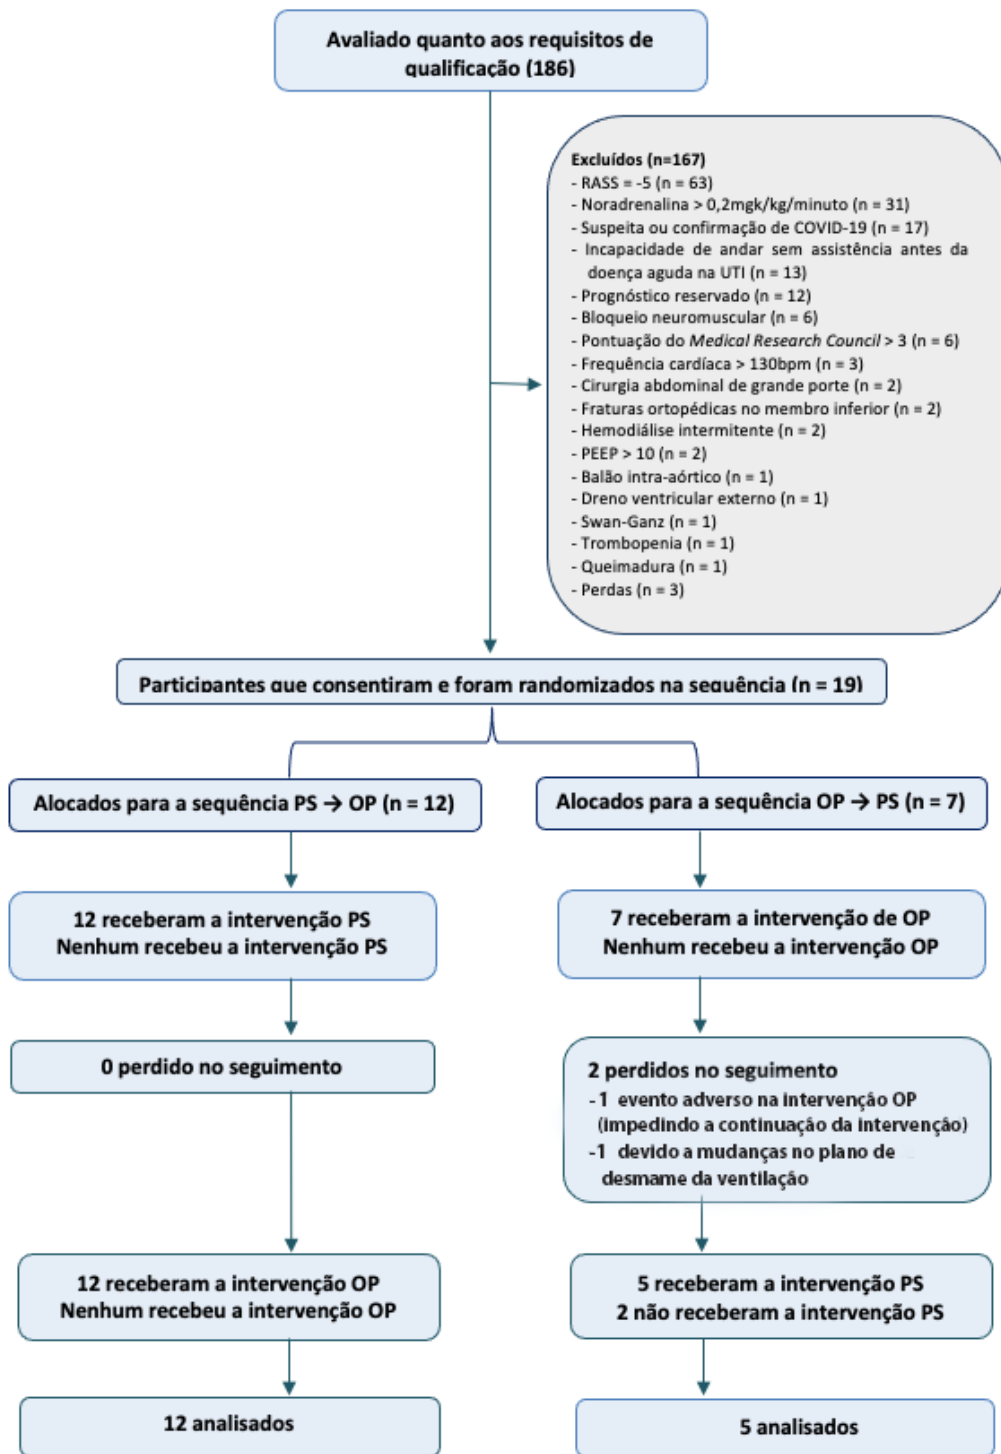 Avaliado quanto aos requisitos de
qualificação (186)
Excluídos (n=167)
- RASS = -5 (n = 63)
- Noradrenalina > 0,2mgk/kg/minuto (n = 31)
- Suspeita ou confirmação de COVID-19 (n = 17)
- Incapacidade de andar sem assistência antes da
doença aguda na UTI (n = 13)
- Prognóstico reservado (n = 12)
- Bloqueio neuromuscular (n = 6)
- Pontuação do Medical Research Council > 3 (n = 6)
- Frequência cardíaca > 130bpm (n = 3)
- Cirurgia abdominal de grande porte (n = 2)
- Fraturas ortopédicas no membro inferior (n = 2)
- Hemodiálise intermitente (n = 2)
- PEEP > 10 (n = 2)
- Balão intra-aórtico (n = 1)
- Dreno ventricular externo (n = 1)
- Swan-Ganz (n = 1)
- Trombopenia (n = 1)
- Queimadura (n = 1)
- Perdas (n = 3)
Participantes que consentiram e foram randomizados na sequência (n = 19)
Alocados para a sequência PS → OP (n = 12)
Alocados para a sequência OP → PS (n = 7)
12 receberam a intervenção PS
Nenhum recebeu a intervenção PS
7 receberam a intervenção de OP
Nenhum recebeu a intervenção OP
0 perdido no seguimento
2 perdidos no seguimento
-1 evento adverso na intervenção OP
(impedindo a continuação da intervenção)
-1 devido a mudanças no plano de
desmame da ventilação
12 receberam a intervenção OP
Nenhum recebeu a intervenção OP
5 receberam a intervenção PS
2 não receberam a intervenção PS
12 analisados
5 analisados